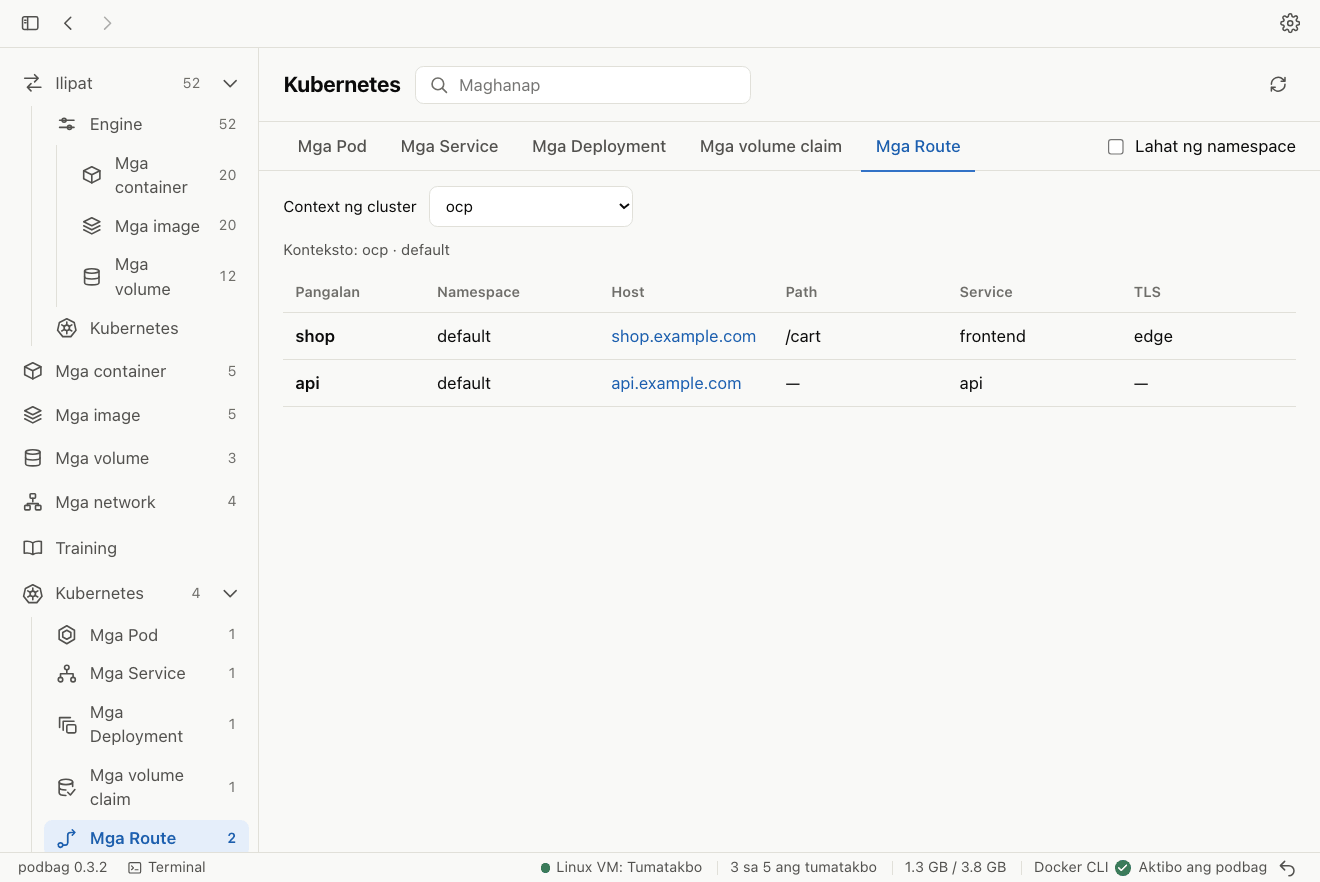 Ilipat 52
Engine 52
Mga container 20
Mga image 20
Mga volume 12
Kubernetes
Mga container 5
Mga image 5
Mga volume 3
Mga network 4
Training
Kubernetes 4
Mga Pod 1
Mga Service 1
Mga Deployment 1
Mga volume claim 1
Mga Route 2
Kubernetes Maghanap
Mga Pod Mga Service Mga Deployment Mga volume claim Mga Route Lahat ng namespace
Context ng cluster ocp
Konteksto: ocp · default
Pangalan Namespace Host Path Service TLS
shop default shop.example.com /cart frontend edge
api default api.example.com — api —
podbag 0.3.2 Terminal Linux VM: Tumatakbo 3 sa 5 ang tumatakbo 1.3 GB / 3.8 GB Docker CLI Aktibo ang podbag